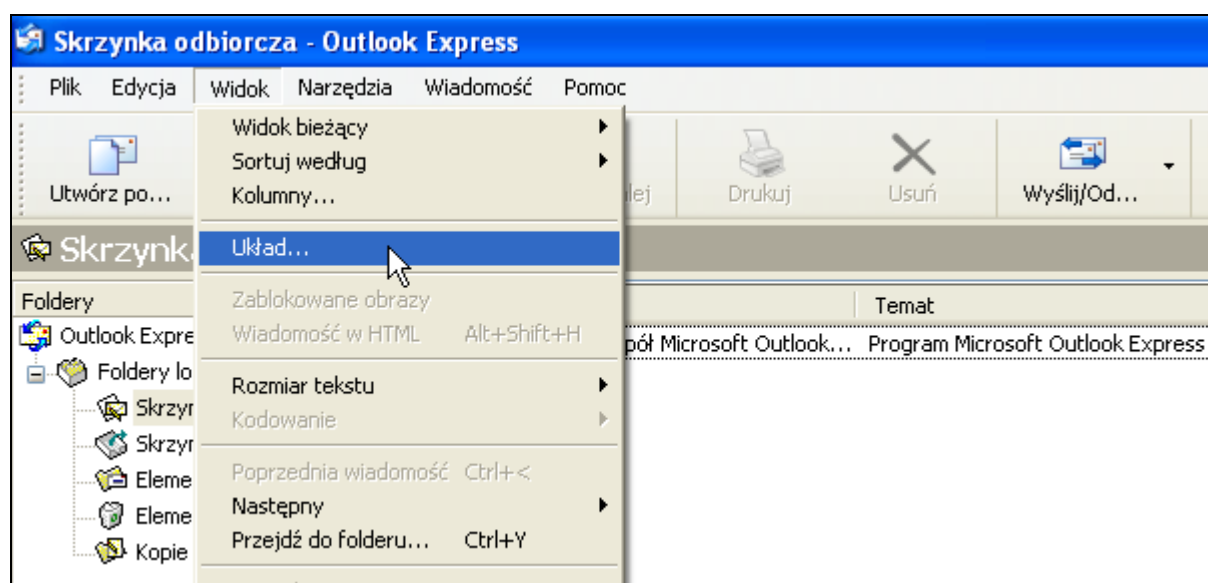 Skrzynka odbiorcza - Outlook Express
Plik Edycja Widok Narzędzia Wiadomość Pomoc
Utwórz po... Drukuj Usuń Wyślij/Od...
Widok bieżący
Sortuj według
Kolumny...
Układ...
Zablokowane obrazy
Wiadomość w HTML Alt+Shift+H
Rozmiar tekstu
Kodowanie
Poprzednia wiadomość Ctrl+<
Następny
Przejdź do folderu... Ctrl+Y
Foldery
Temat
Microsoft Outlook... Program Microsoft Outlook Express
Outlook Expre
Foldery lo
Skrzyn
Skrzyn
Eleme
Eleme
Kopie